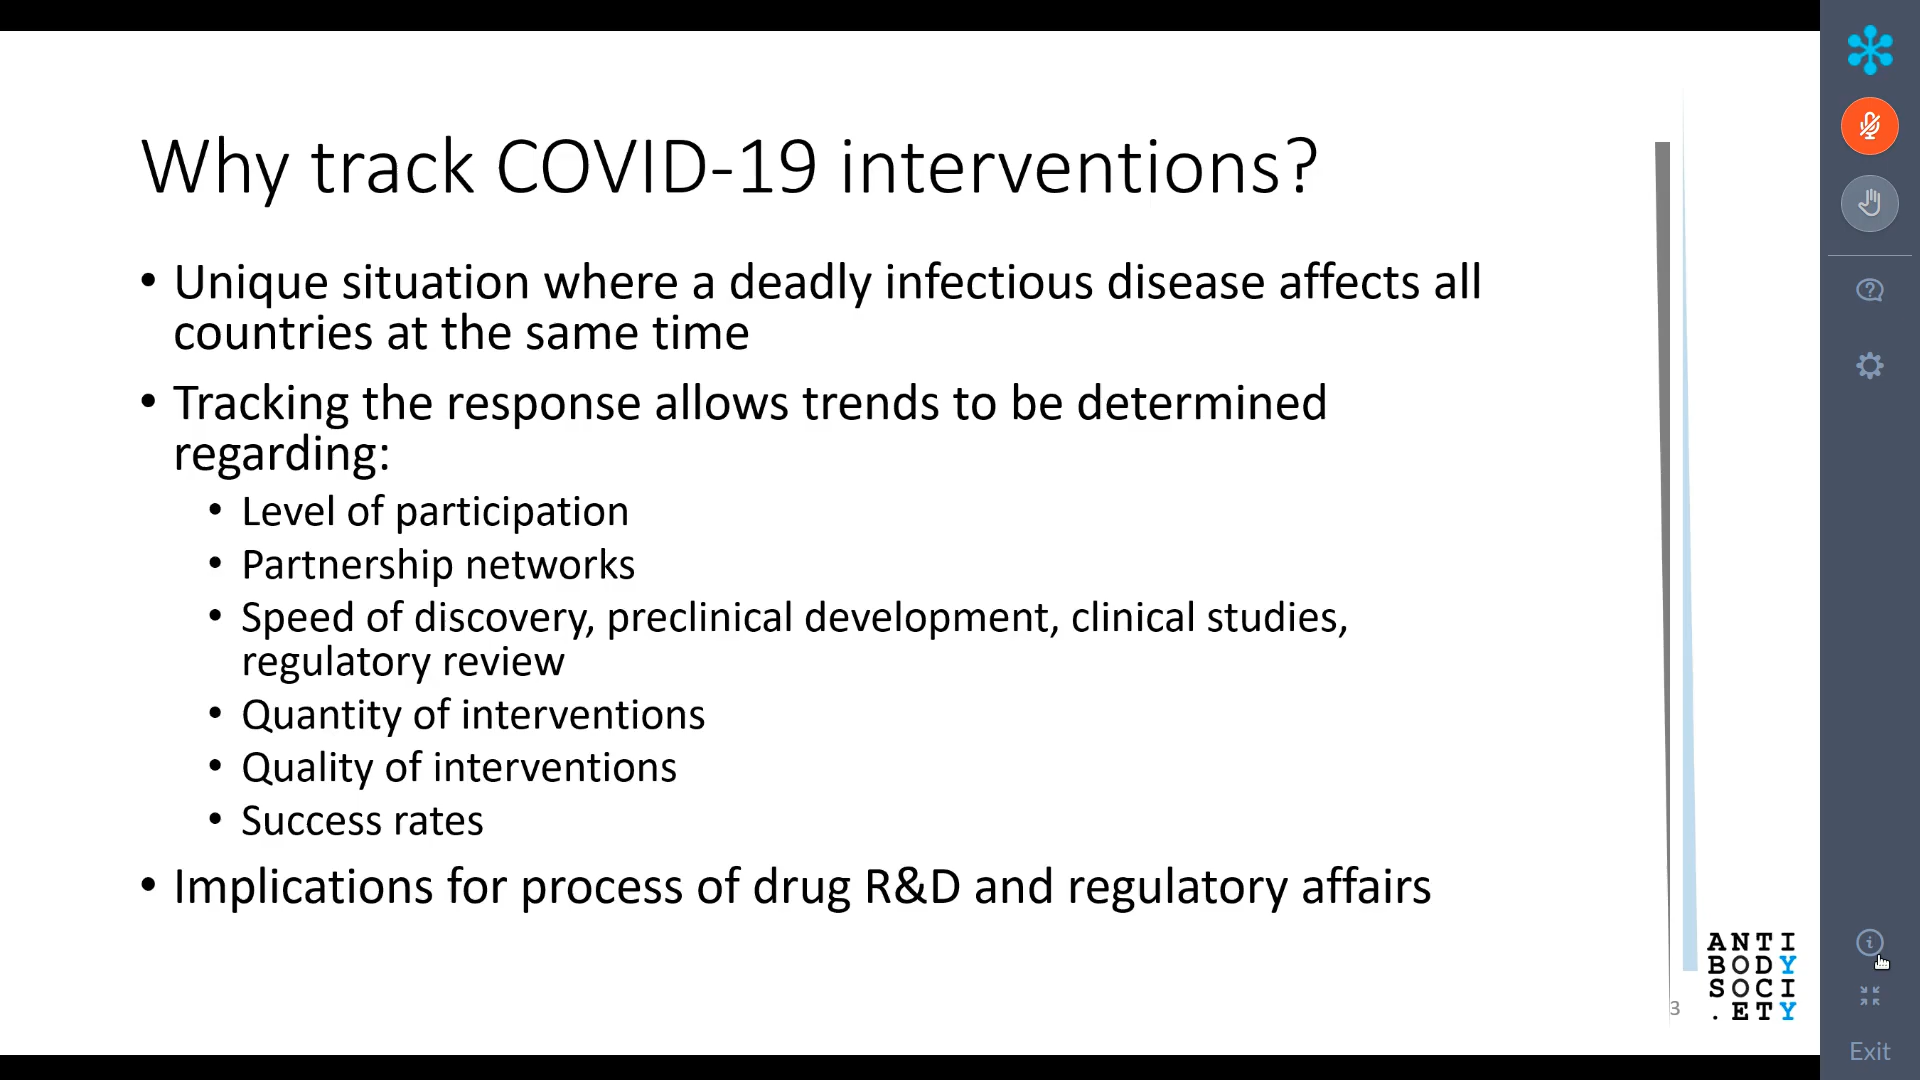 Why track COVID-19 interventions?
• Unique situation where a deadly infectious disease affects all
countries at the same time
• Tracking the response allows trends to be determined
regarding:
• Level of participation
• Partnership networks
• Speed of discovery, preclinical development, clinical studies,
regulatory review
• Quantity of interventions
• Quality of interventions
• Success rates
• Implications for process of drug R&D and regulatory affairs
3
ANTI
BODY
SOCI
.ETY
Exit